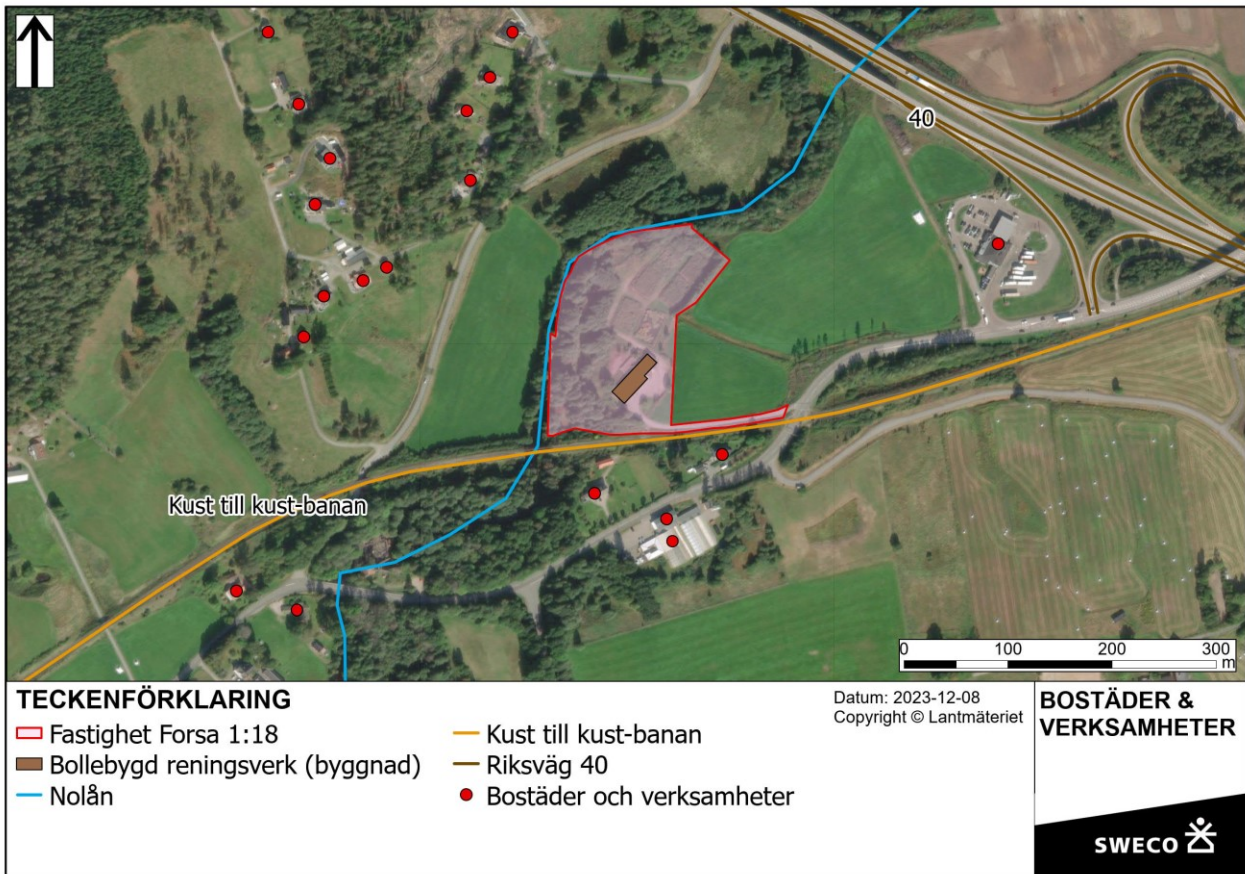 40
Kust till kust-banan
0 100 200 300
m
TECKENFÖRKLARING
Fastighet Forsa 1:18
Bollebygd reningsverk (byggnad)
Nolån
Kust till kust-banan
Riksväg 40
Bostäder och verksamheter
Datum: 2023-12-08
Copyright © Lantmäteriet
BOSTÄDER &
VERKSAMHETER
SWECO